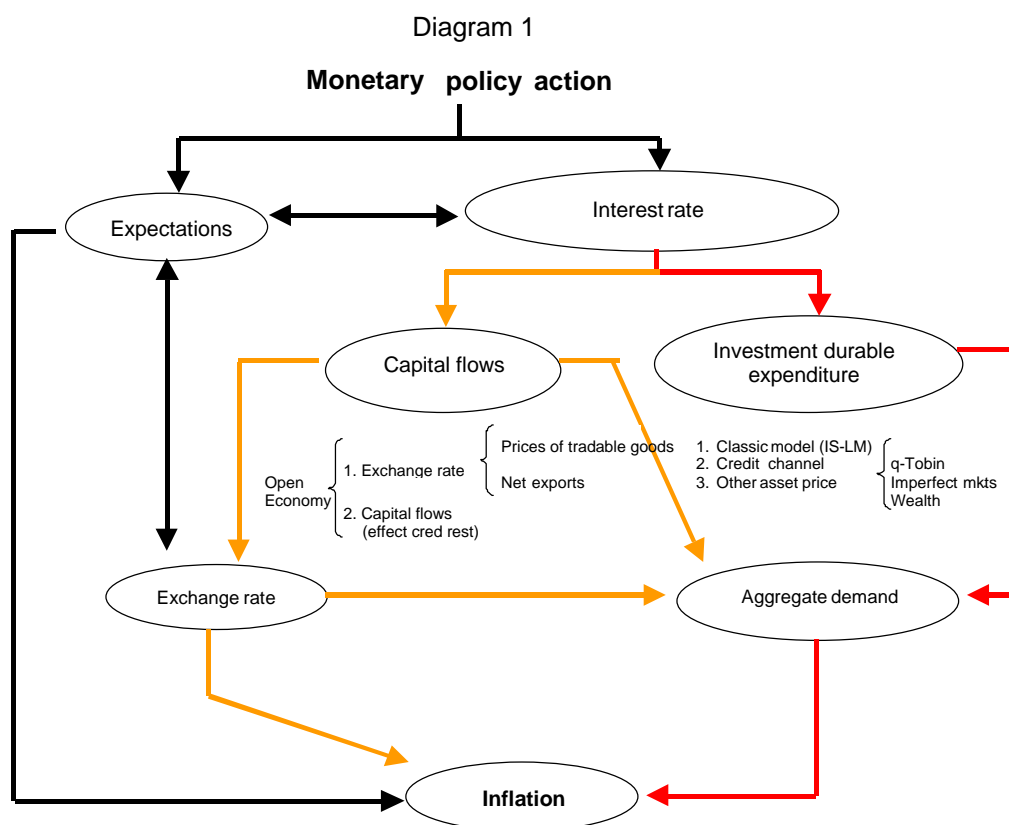 Diagram 1
Monetary policy action
Expectations
Interest rate
Capital flows
Investment durable
expenditure
Open
Economy
1. Exchange rate
Prices of tradable goods
Net exports
2. Capital flows
(effect cred rest)
1. Classic model (IS-LM)
2. Credit channel
3. Other asset price
q-Tobin
Imperfect mkts
Wealth
Exchange rate
Aggregate demand
Inflation